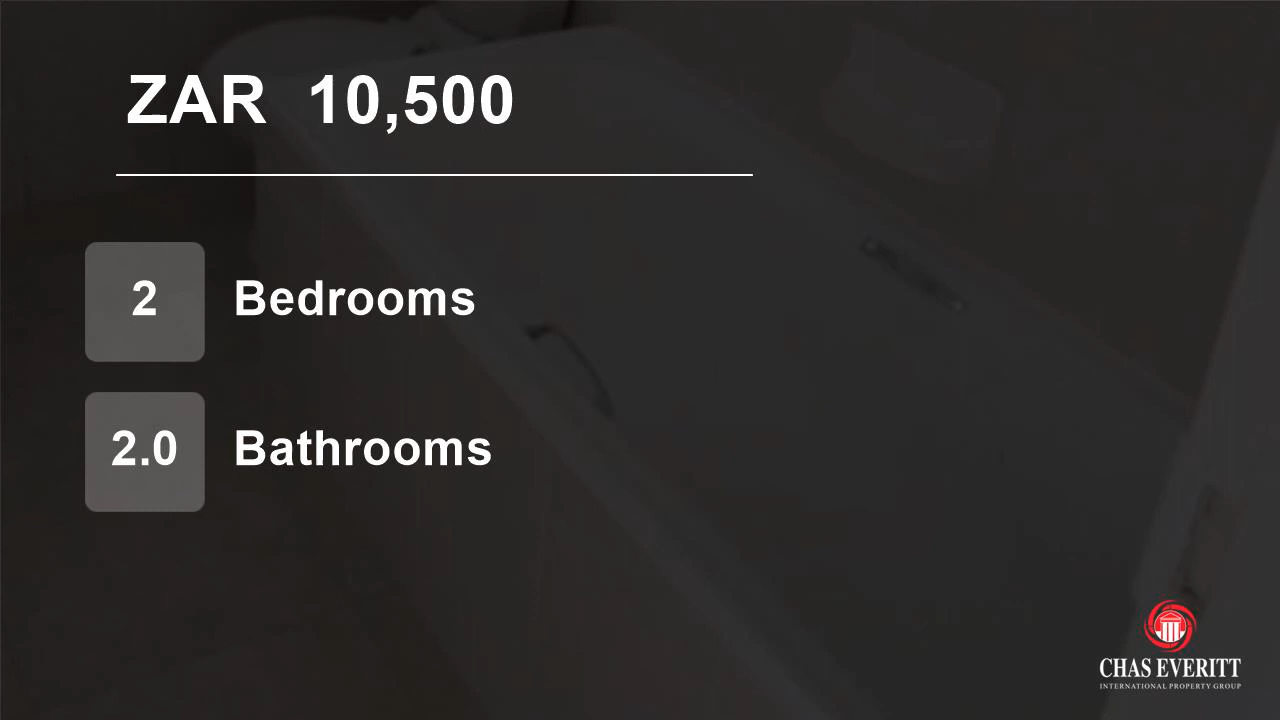 ZAR 10,500
2 Bedrooms
2.0 Bathrooms
CHAS EVERITT
INTERNATIONAL PROPERTY GROUP